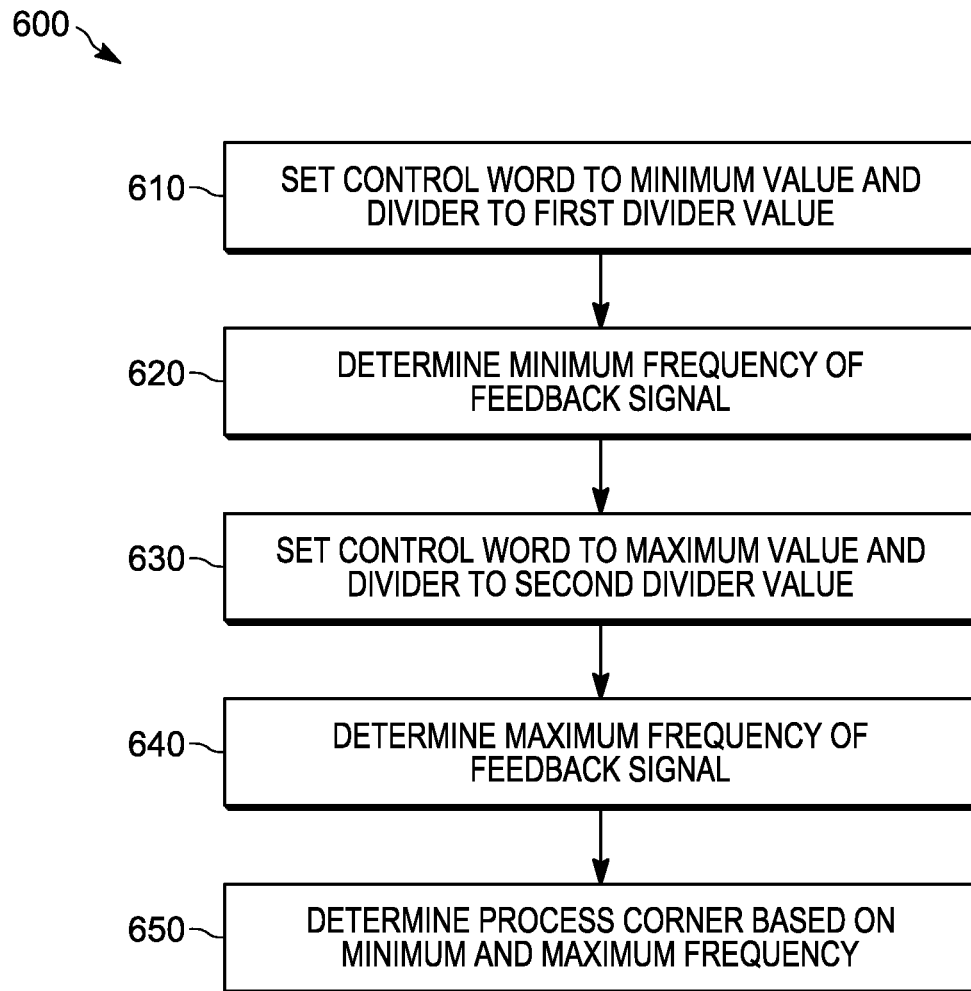 600
610
SET CONTROL WORD TO MINIMUM VALUE AND
DIVIDER TO FIRST DIVIDER VALUE
620
DETERMINE MINIMUM FREQUENCY OF
FEEDBACK SIGNAL
630
SET CONTROL WORD TO MAXIMUM VALUE AND
DIVIDER TO SECOND DIVIDER VALUE
640
DETERMINE MAXIMUM FREQUENCY OF
FEEDBACK SIGNAL
650
DETERMINE PROCESS CORNER BASED ON
MINIMUM AND MAXIMUM FREQUENCY